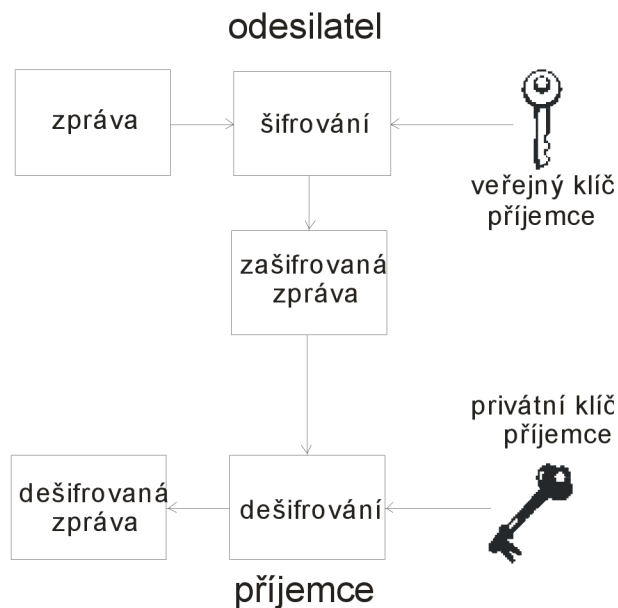 odesilatel
zpráva
šifrování
veřejný klíč
příjemce
zašifrovaná
zpráva
privátní klíč
příjemce
dešifrovaná
zpráva
dešifrování
příjemce